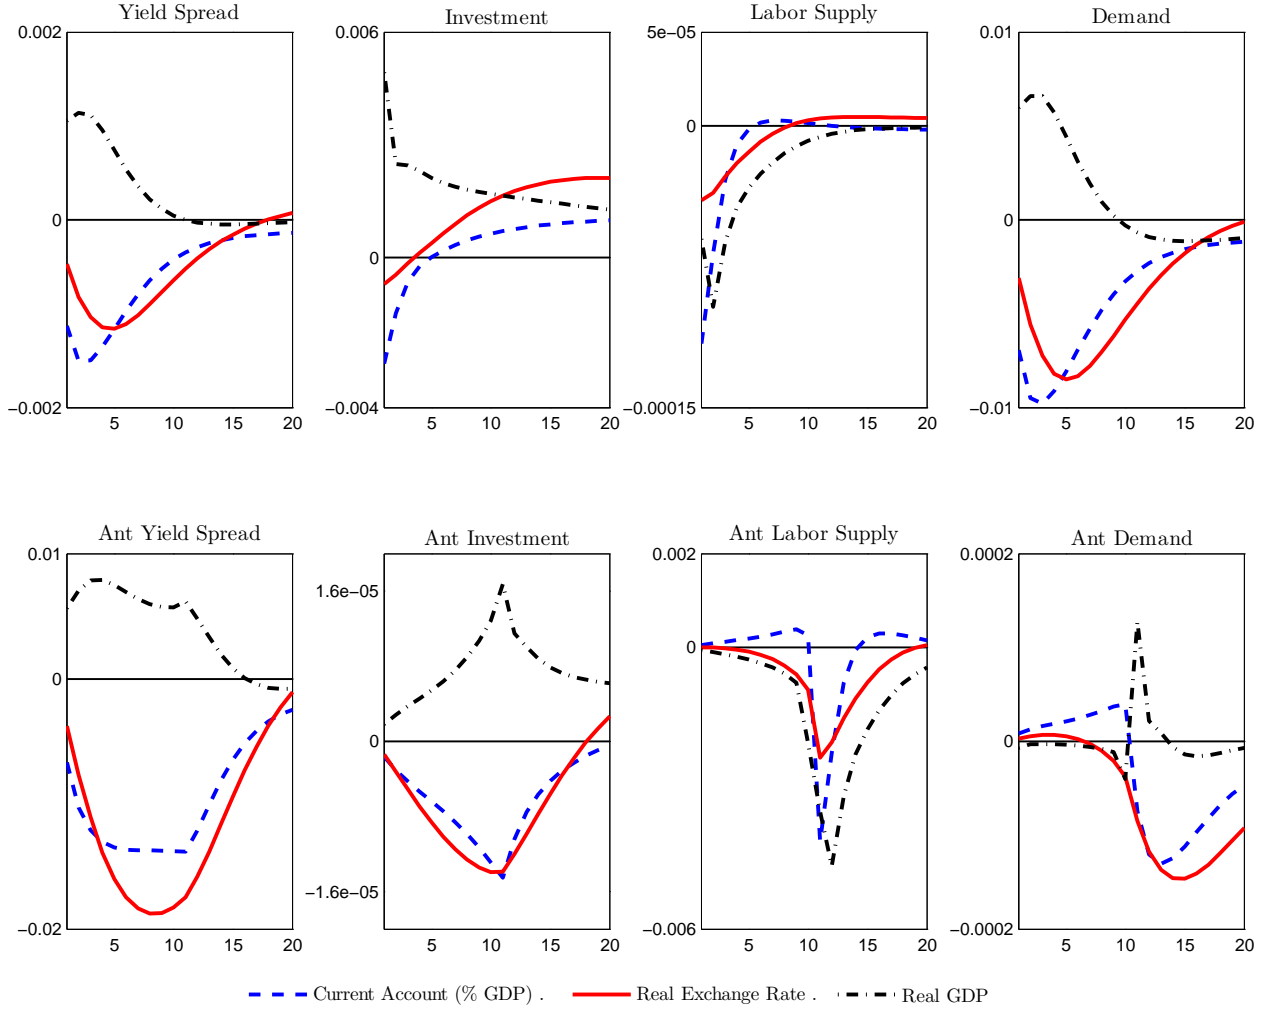 Yield Spread
0.002
0
−0.002
5 10 15 20
Investment
0.006
0
−0.004
5 10 15 20
Labor Supply
5e−05
0
−0.00015
5 10 15 20
Demand
0.01
0
−0.01
5 10 15 20
Ant Yield Spread
0.01
0
−0.02
5 10 15 20
Ant Investment
1.6e−05
0
−1.6e−05
5 10 15 20
Ant Labor Supply
0.002
0
−0.006
5 10 15 20
Ant Demand
0.0002
0
−0.0002
5 10 15 20
Current Account (% GDP) . Real Exchange Rate . Real GDP